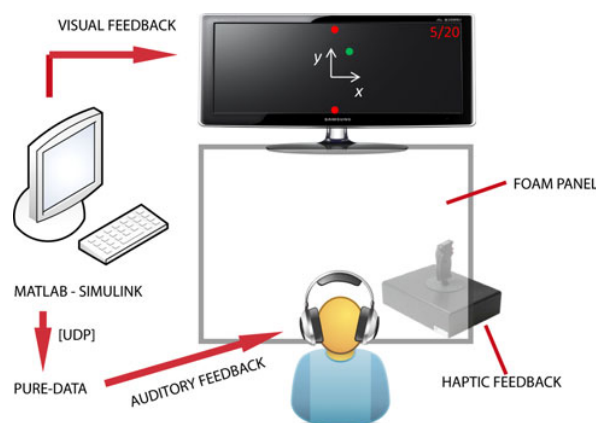 VISUAL FEEDBACK
5/20
y
x
SAMSUNG
FOAM PANEL
MATLAB - SIMULINK
[UDP]
PURE-DATA
AUDITORY FEEDBACK
HAPTIC FEEDBACK